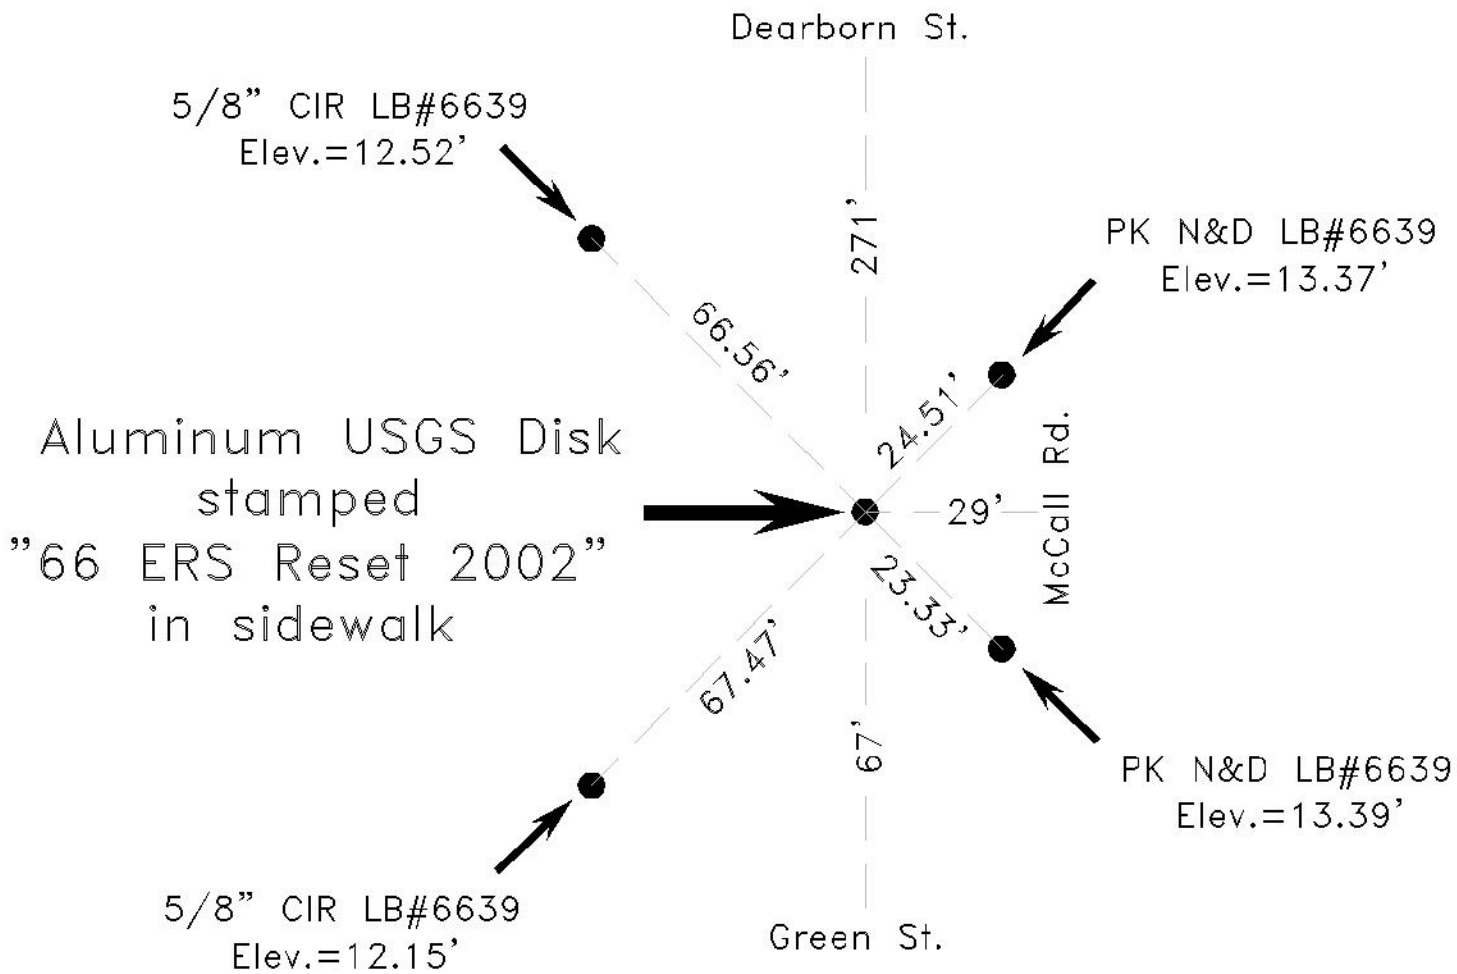 Dearborn St.
5/8” CIR LB#6639
Elev.=12.52’
271’
PK N&D LB#6639
Elev.=13.37’
66.56’
24.51’
Aluminum USGS Disk
stamped
”66 ERS Reset 2002”
in sidewalk
29’
McCall Rd.
23.33’
67.47’
67’
PK N&D LB#6639
Elev.=13.39’
5/8” CIR LB#6639
Elev.=12.15’
Green St.